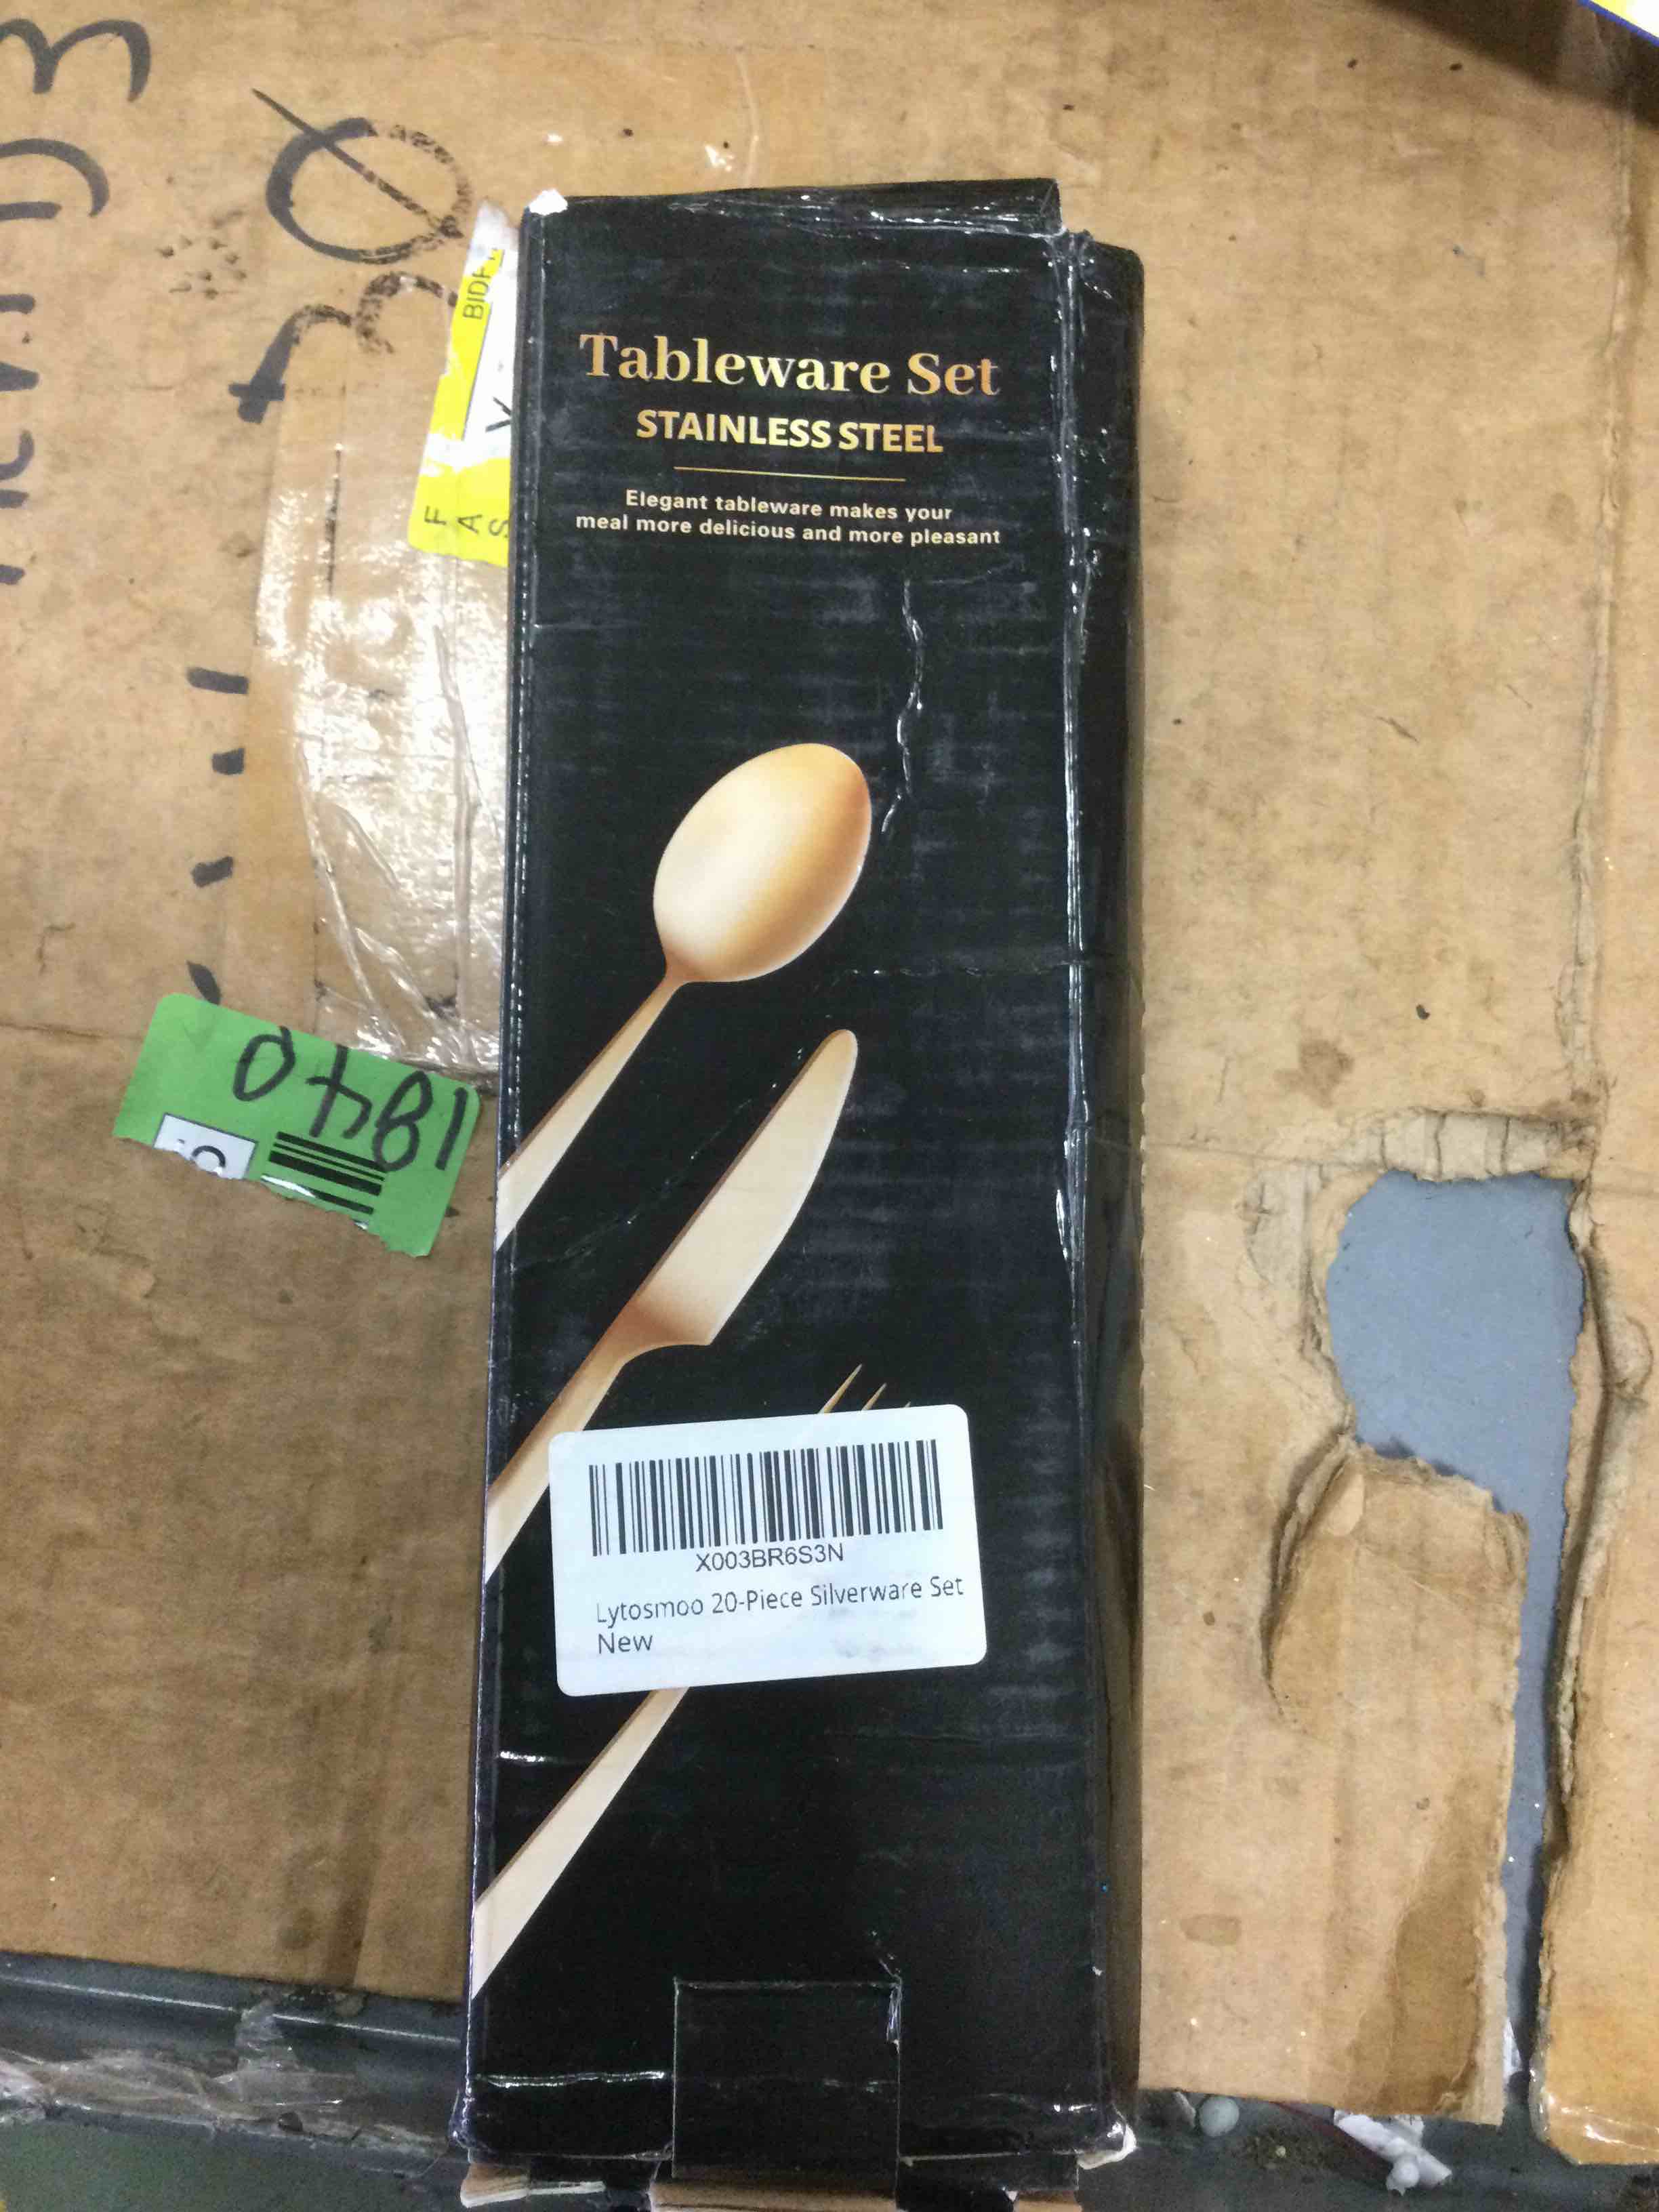 Tableware Set
STAINLESS STEEL
Elegant tableware makes your
meal more delicious and more pleasant
X003BR6S3N
Lytosmoo 20-Piece Silverware Set
New
1840